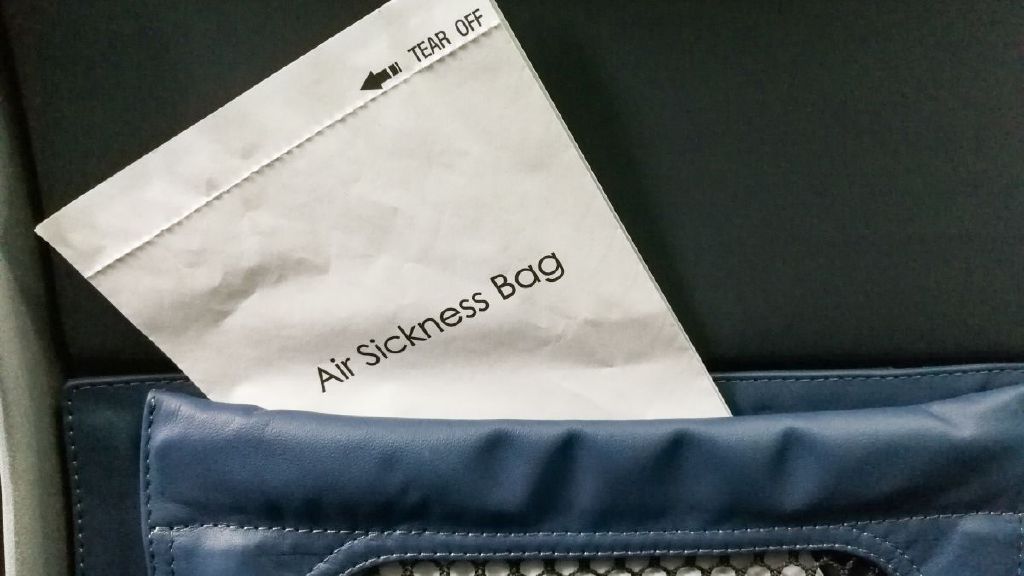 TEAR OFF
Air Sickness Bag